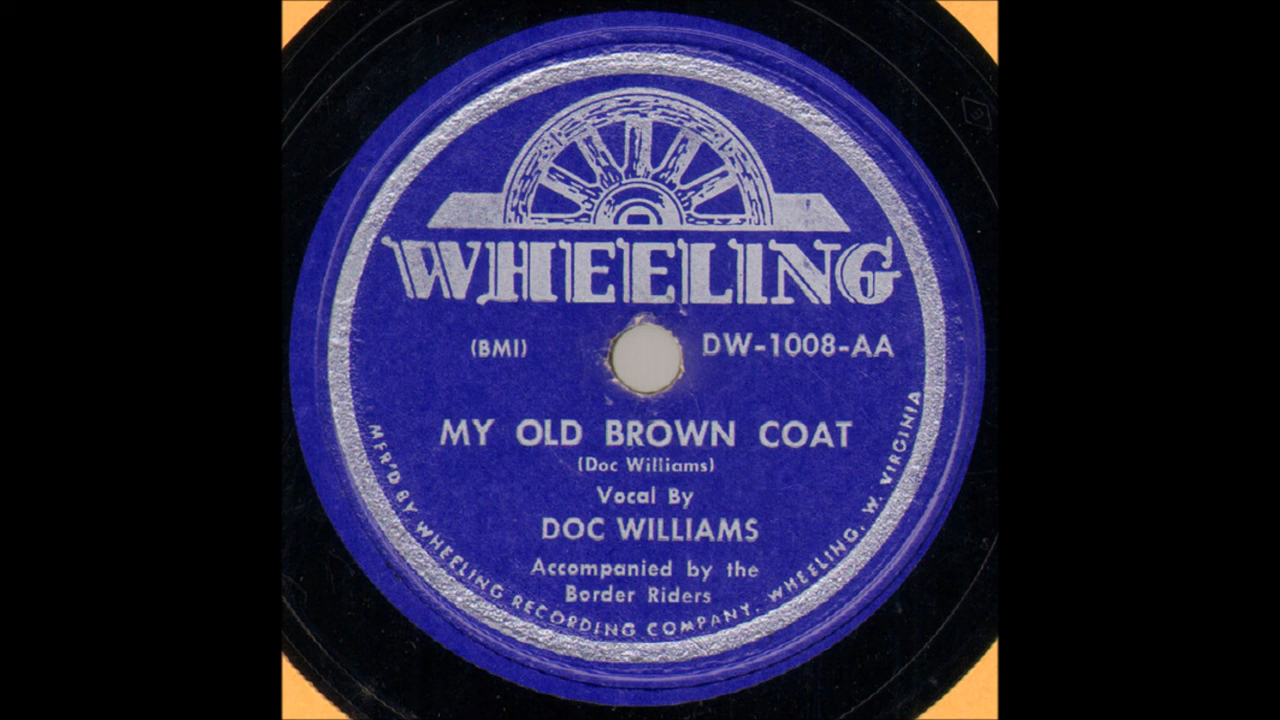 WHEELING
(BMI)
DW-1008-AA
MY OLD BROWN COAT
(Doc Williams)
Vocal By
DOC WILLIAMS
Accompanied by the
Border Riders
MFR'D BY WHEELING RECORDING COMPANY, WHEELING, W. VIRGINIA